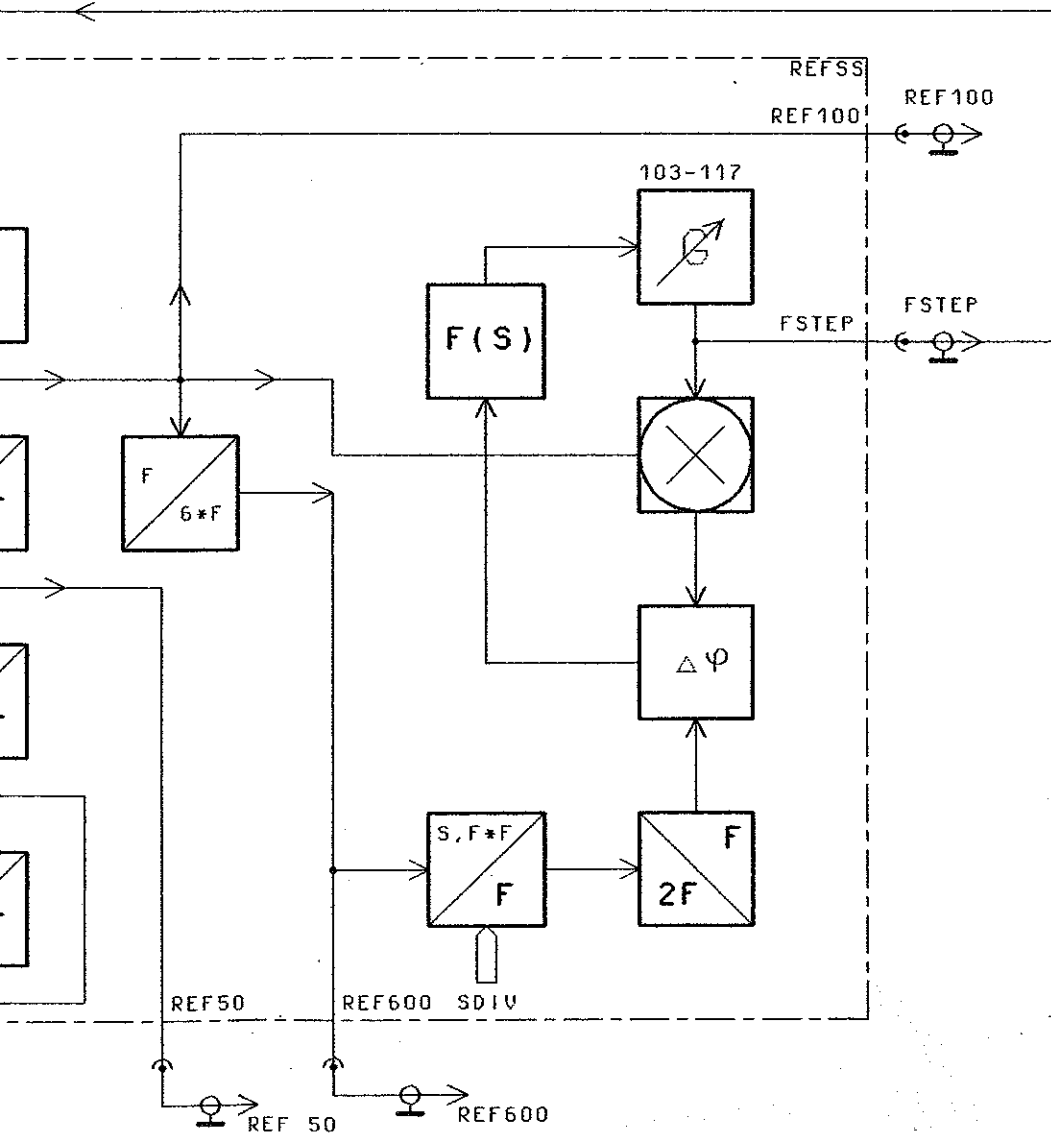 REFSS
REF100
REF100
103-117
G
F(S)
FSTEP
FSTEP
F
6*F
Δφ
S,F*F
F
F
2F
REF50
REF600
SDIV
REF 50
REF600